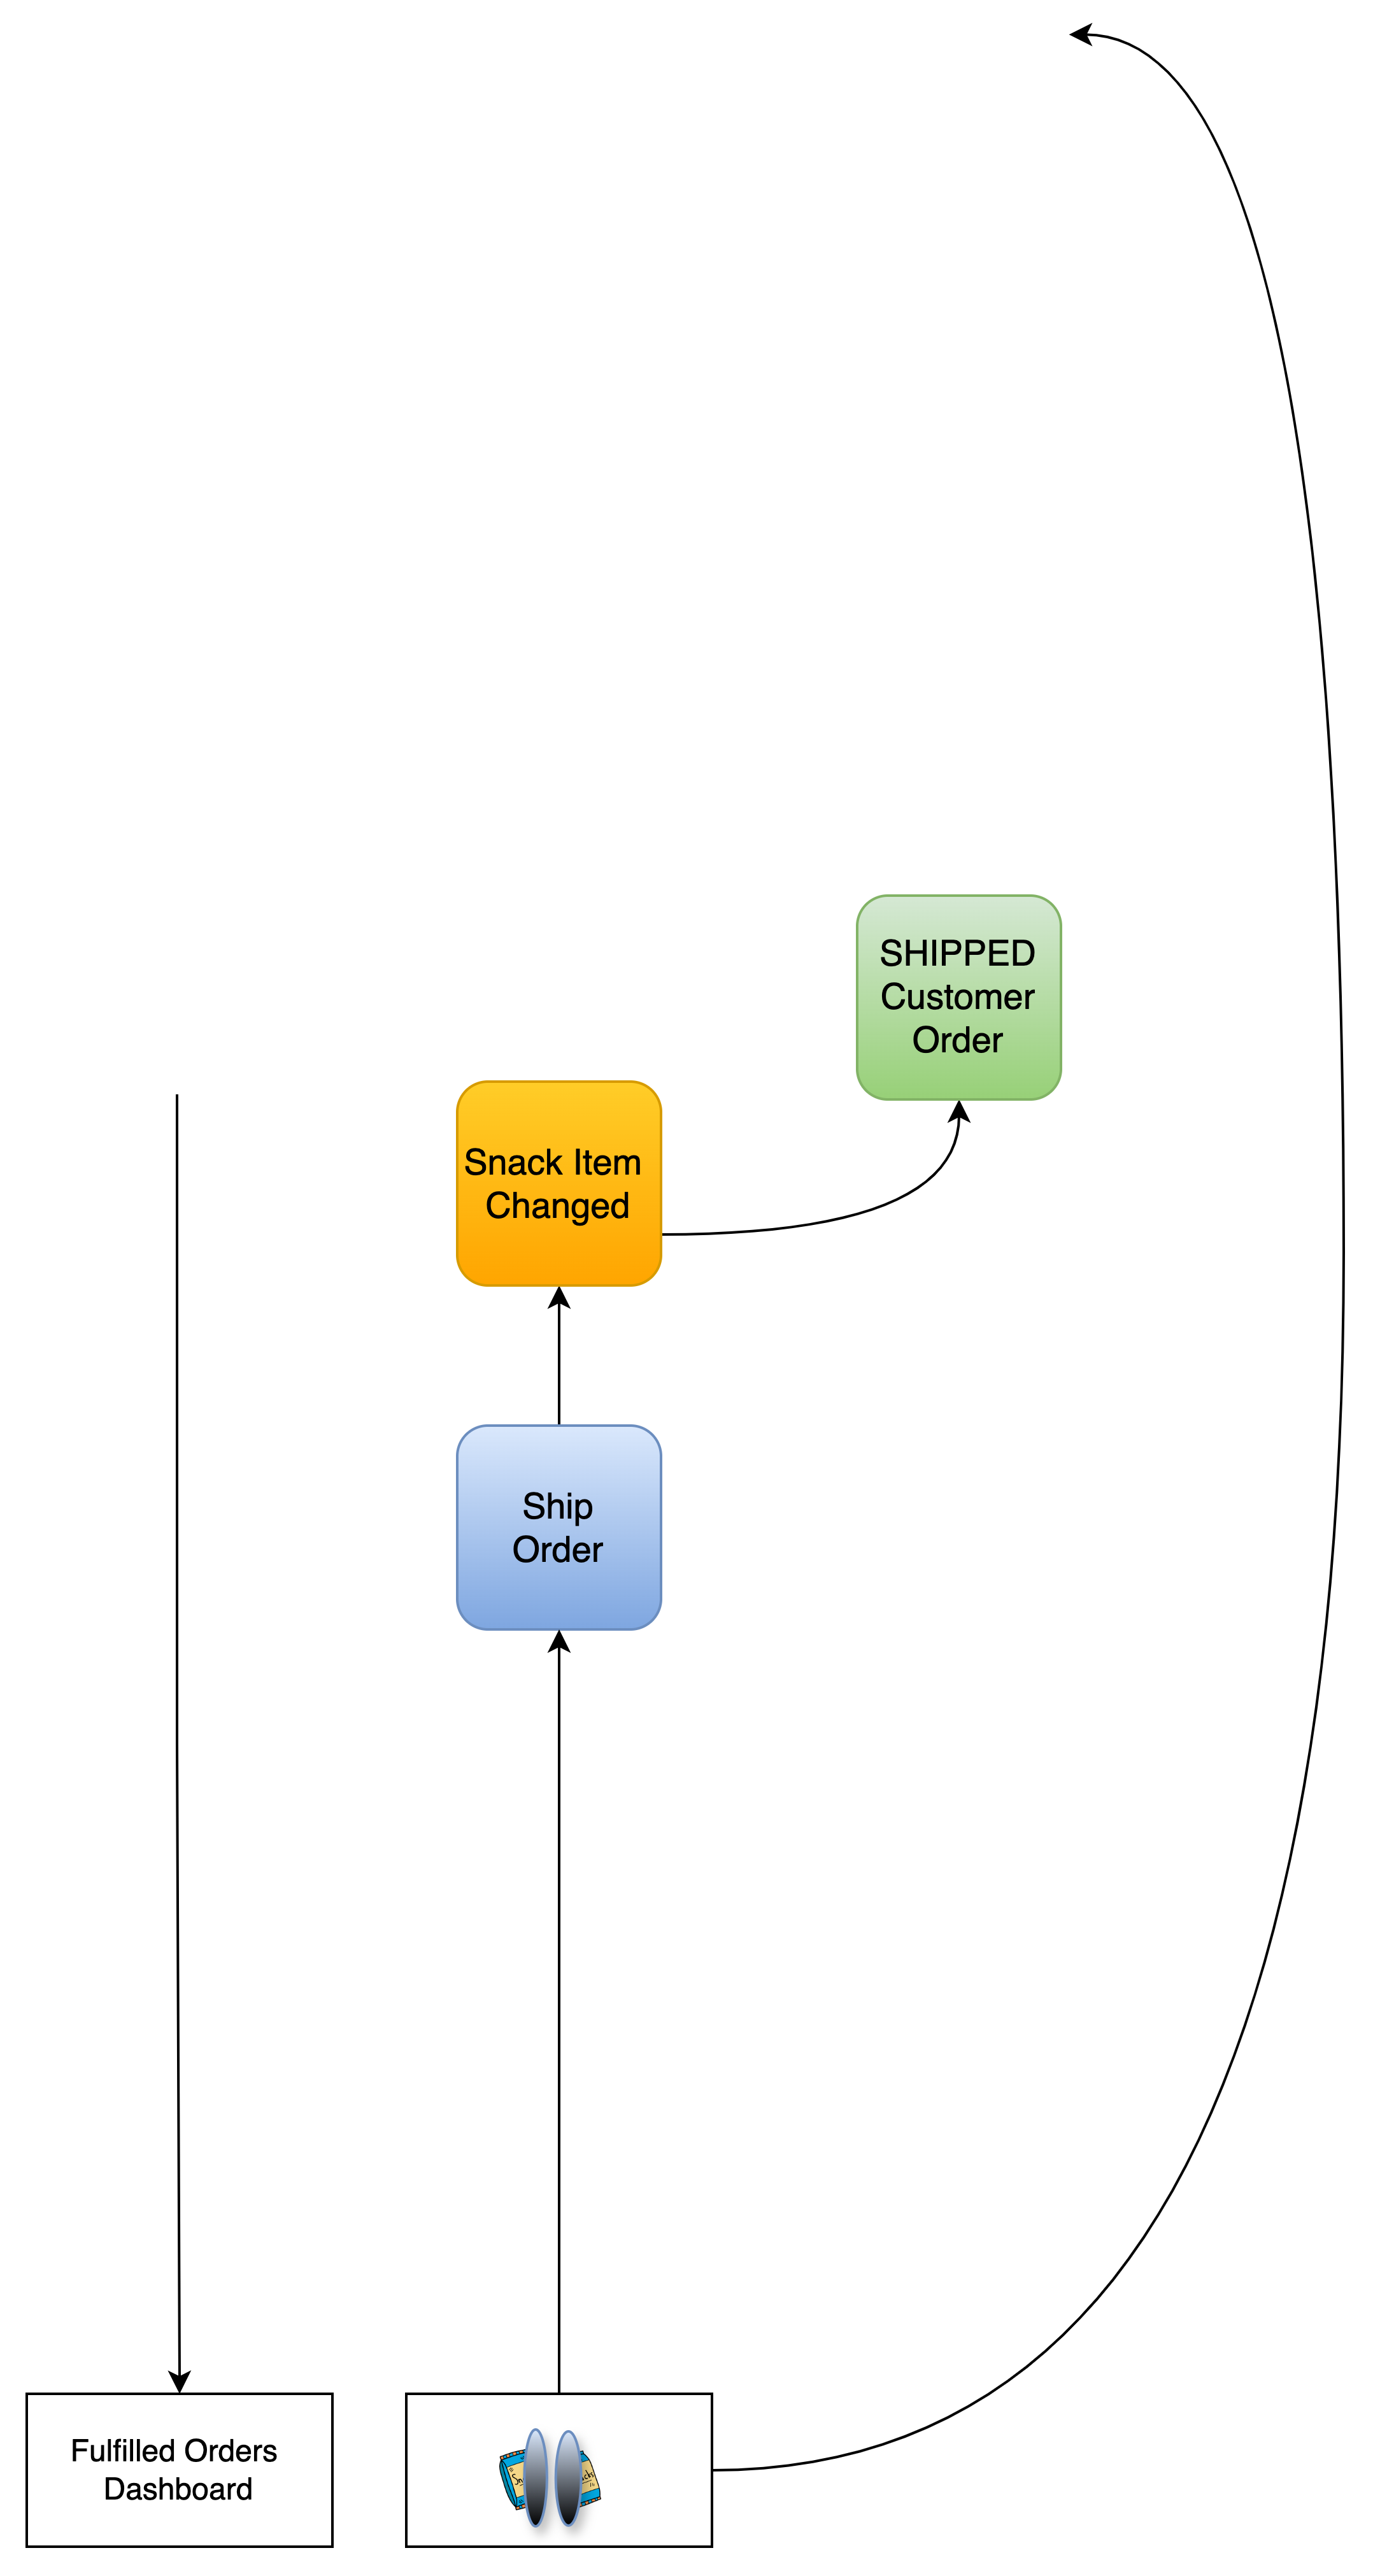 SHIPPED
Customer
Order
Snack Item
Changed
Ship
Order
Fulfilled Orders
Dashboard